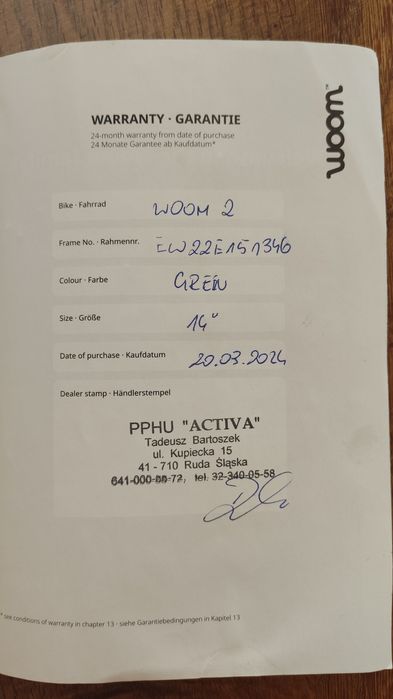 woom
WARRANTY · GARANTIE
24-month warranty from date of purchase
24 Monate Garantee ab Kaufdatum*
Bike · Fahrrad WOOM 2
Frame No. · Rahmennr. EW22E151346
Colour · Farbe GREEN
Size · Größe 14"
Date of purchase · Kaufdatum 20.03.2024
Dealer stamp · Händlerstempel
PPHU "ACTIVA"
Tadeusz Bartoszek
ul. Kupiecka 15
41 - 710 Ruda Śląska
tel. 32-340-05-58
* see conditions of warranty in chapter 13 · siehe Garantiebedingungen in Kapitel 13